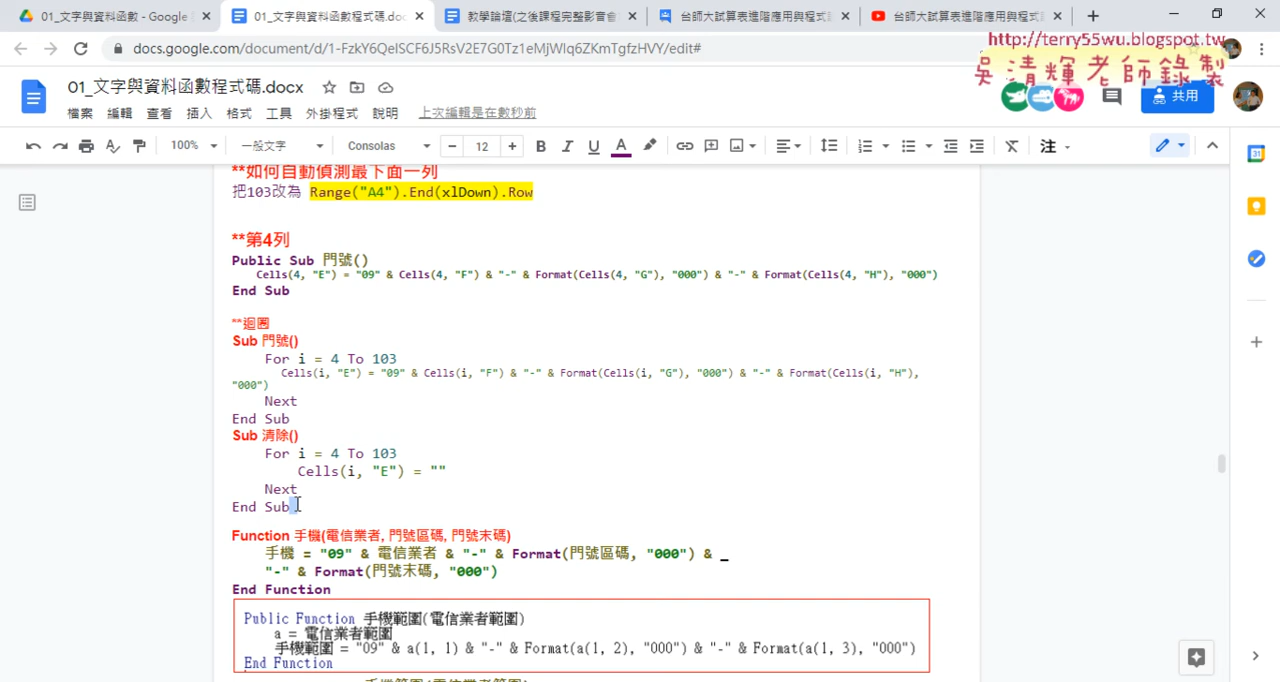 01_文字與資料函數 - Google
01_文字與資料函數程式碼.doc
教學論壇(之後課程完整影音會
台師大試算表進階應用與程式
台師大試算表進階應用與程式
docs.google.com/document/d/1-FzkY6QeISCF6J5RsV2E7G0Tz1eMjWIq6ZKmTgfzHVY/edit#
http://terry55wu.blogspot.tw
吳清輝老師錄製
01_文字與資料函數程式碼.docx
檔案 編輯 查看 插入 格式 工具 外掛程式 說明 上次編輯是在數秒前
共用
100% 一般文字 Consolas 12 B I U A 注
**如何自動偵測最下面一列
把103改為 Range("A4").End(xlDown).Row
**第4列
Public Sub 門號()
Cells(4, "E") = "09" & Cells(4, "F") & "-" & Format(Cells(4, "G"), "000") & "-" & Format(Cells(4, "H"), "000")
End Sub
**迴圈
Sub 門號()
For i = 4 To 103
Cells(i, "E") = "09" & Cells(i, "F") & "-" & Format(Cells(i, "G"), "000") & "-" & Format(Cells(i, "H"),
"000")
Next
End Sub
Sub 清除()
For i = 4 To 103
Cells(i, "E") = ""
Next
End Sub
Function 手機(電信業者, 門號區碼, 門號末碼)
手機 = "09" & 電信業者 & "-" & Format(門號區碼, "000") & _
"-" & Format(門號末碼, "000")
End Function
Public Function 手機範圍(電信業者範圍)
a = 電信業者範圍
手機範圍 = "09" & a(1, 1) & "-" & Format(a(1, 2), "000") & "-" & Format(a(1, 3), "000")
End Function